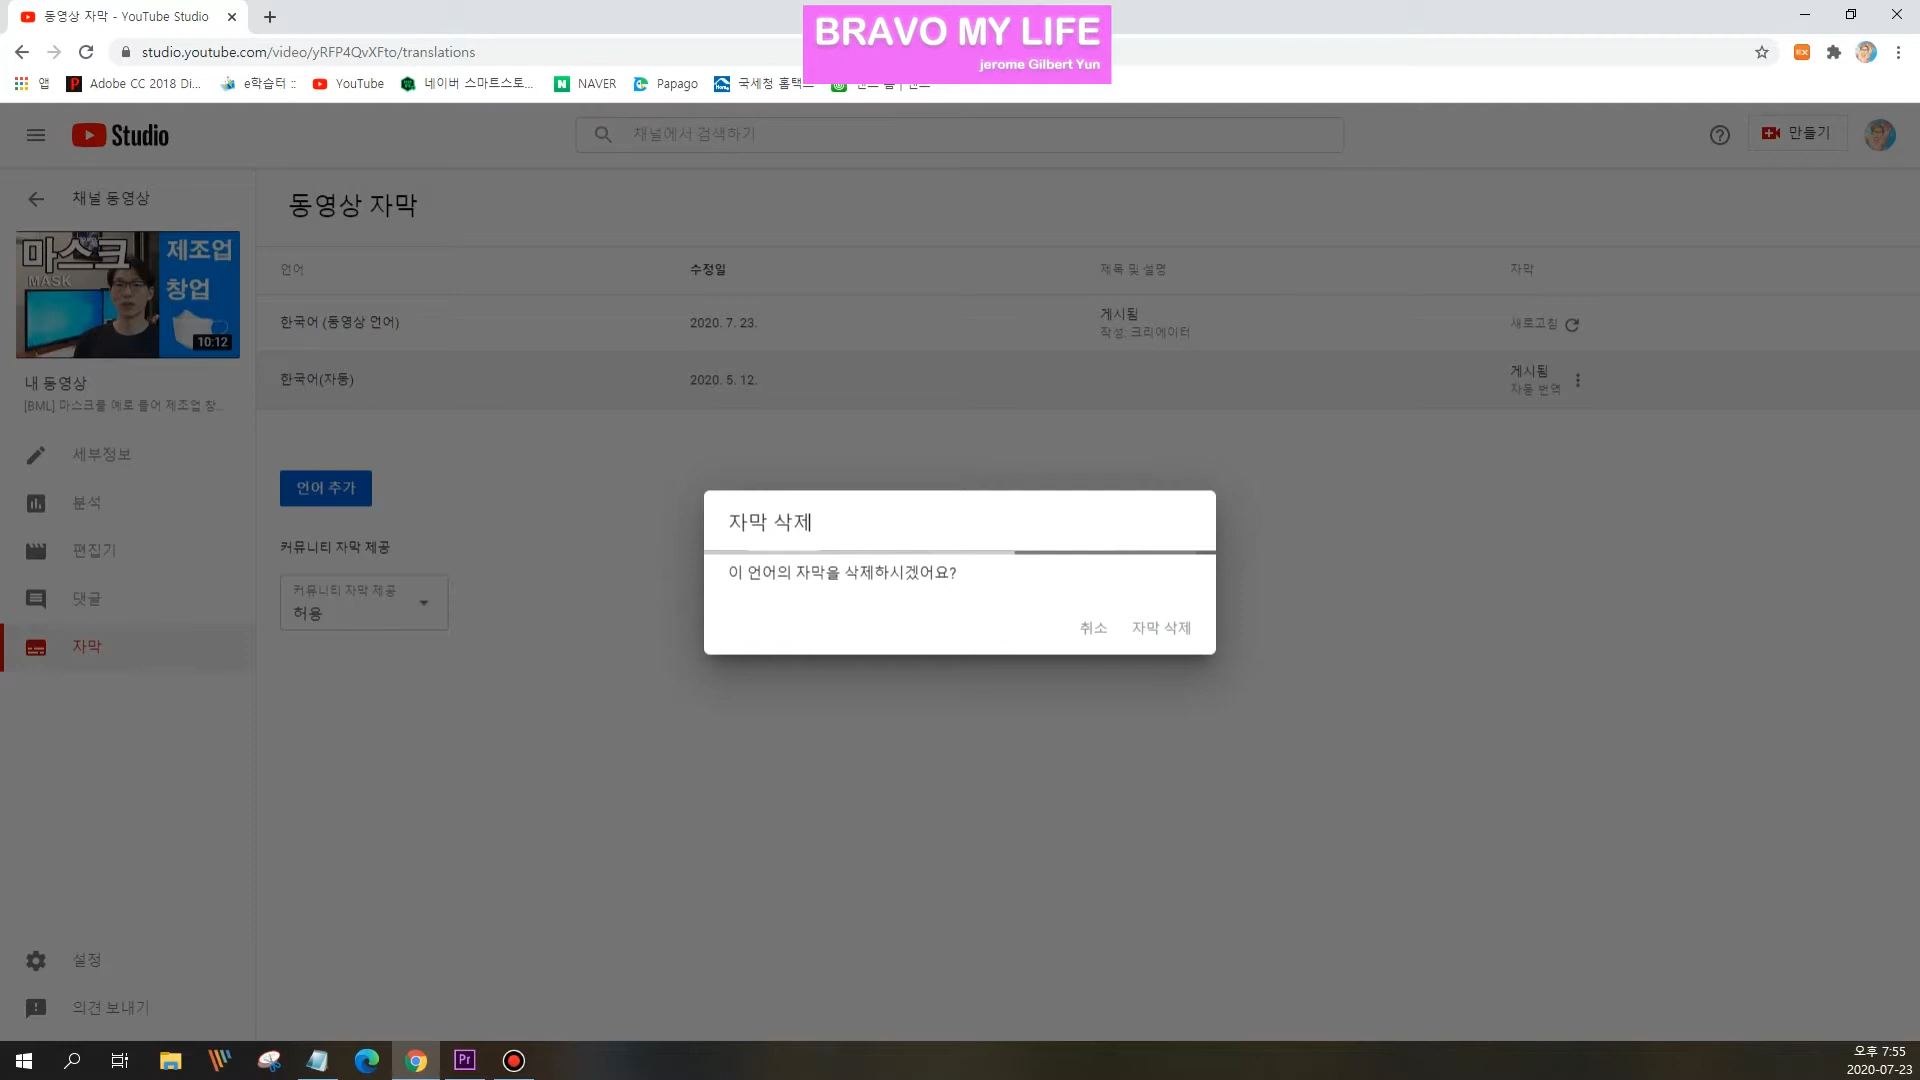 동영상 자막 - YouTube Studio
BRAVO MY LIFE
jerome Gilbert Yun
studio.youtube.com/video/yRFP4QvXFto/translations
앱
Adobe CC 2018 Di...
e학습터 ::
YouTube
네이버 스마트스토...
NAVER
Papago
국세청 홈택스
Studio
채널에서 검색하기
만들기
채널 동영상
동영상 자막
마스크
MASK
제조업
창업
10:12
언어
수정일
제목 및 설명
자막
한국어 (동영상 언어)
2020. 7. 23.
게시됨
작성: 크리에이터
새로고침
한국어(자동)
2020. 5. 12.
게시됨
자동 번역
내 동영상
[BML] 마스크를 예로 들어 제조업 창...
세부정보
분석
편집기
댓글
자막
언어 추가
커뮤니티 자막 제공
커뮤니티 자막 제공
허용
자막 삭제
이 언어의 자막을 삭제하시겠어요?
취소
자막 삭제
설정
의견 보내기
Pr
오후 7:55
2020-07-23